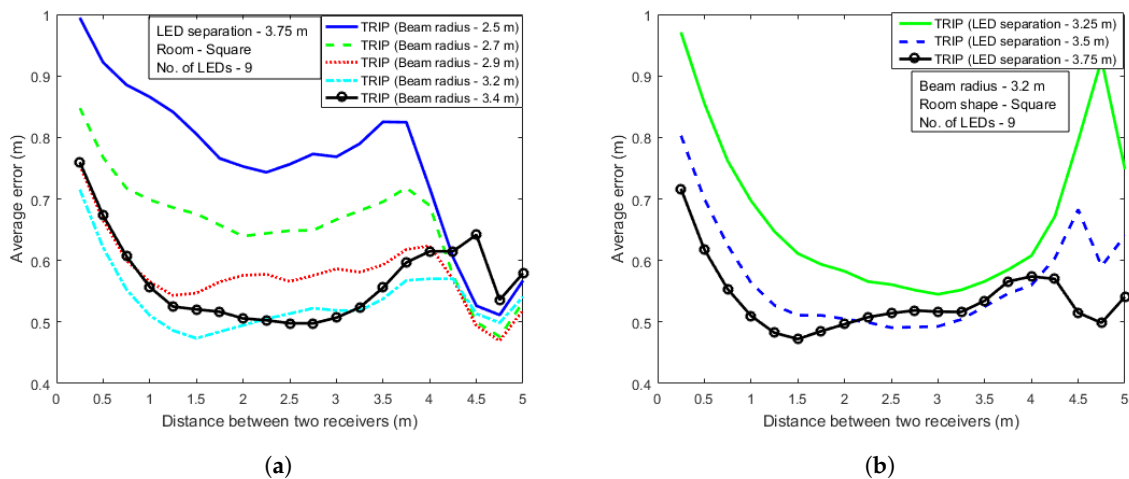 LED separation - 3.75 m
Room - Square
No. of LEDs - 9
TRIP (Beam radius - 2.5 m)
TRIP (Beam radius - 2.7 m)
TRIP (Beam radius - 2.9 m)
TRIP (Beam radius - 3.2 m)
TRIP (Beam radius - 3.4 m)
Average error (m)
1
0.9
0.8
0.7
0.6
0.5
0.4
0 0.5 1 1.5 2 2.5 3 3.5 4 4.5 5
Distance between two receivers (m)
(a)
TRIP (LED separation - 3.25 m)
TRIP (LED separation - 3.5 m)
TRIP (LED separation - 3.75 m)
Beam radius - 3.2 m
Room shape - Square
No. of LEDs - 9
Average error (m)
1
0.9
0.8
0.7
0.6
0.5
0.4
0 0.5 1 1.5 2 2.5 3 3.5 4 4.5 5
Distance between two receivers (m)
(b)